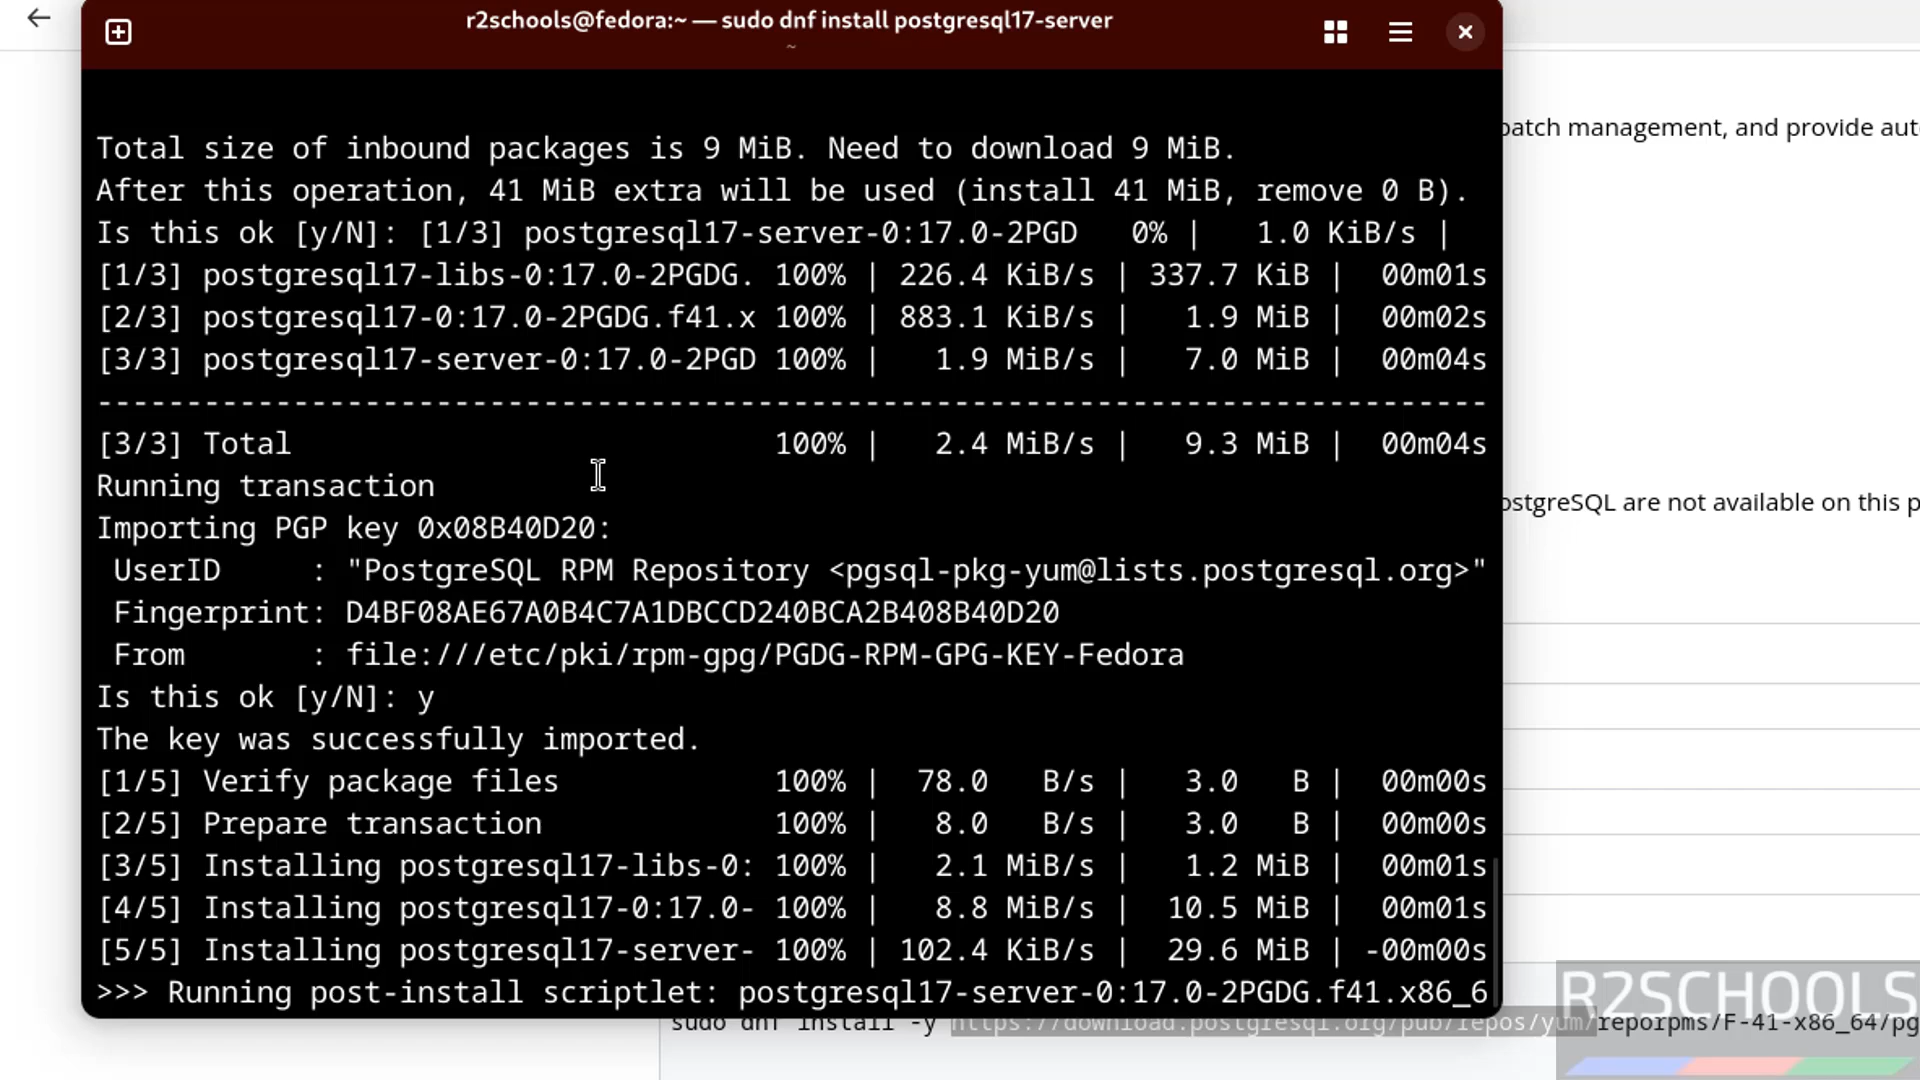 r2schools@fedora:~ — sudo dnf install postgresql17-server
~
Total size of inbound packages is 9 MiB. Need to download 9 MiB.
After this operation, 41 MiB extra will be used (install 41 MiB, remove 0 B).
Is this ok [y/N]: [1/3] postgresql17-server-0:17.0-2PGD   0% |   1.0 KiB/s |
[1/3] postgresql17-libs-0:17.0-2PGDG. 100% | 226.4 KiB/s | 337.7 KiB |  00m01s
[2/3] postgresql17-0:17.0-2PGDG.f41.x 100% | 883.1 KiB/s |   1.9 MiB |  00m02s
[3/3] postgresql17-server-0:17.0-2PGD 100% |   1.9 MiB/s |   7.0 MiB |  00m04s
------------------------------------------------------------------------------
[3/3] Total                           100% |   2.4 MiB/s |   9.3 MiB |  00m04s
Running transaction
Importing PGP key 0x08B40D20:
 UserID     : "PostgreSQL RPM Repository <pgsql-pkg-yum@lists.postgresql.org>"
 Fingerprint: D4BF08AE67A0B4C7A1DBCCD240BCA2B408B40D20
 From       : file:///etc/pki/rpm-gpg/PGDG-RPM-GPG-KEY-Fedora
Is this ok [y/N]: y
The key was successfully imported.
[1/5] Verify package files            100% |  78.0   B/s |   3.0   B |  00m00s
[2/5] Prepare transaction             100% |   8.0   B/s |   3.0   B |  00m00s
[3/5] Installing postgresql17-libs-0: 100% |   2.1 MiB/s |   1.2 MiB |  00m01s
[4/5] Installing postgresql17-0:17.0- 100% |   8.8 MiB/s |  10.5 MiB |  00m01s
[5/5] Installing postgresql17-server- 100% | 102.4 KiB/s |  29.6 MiB | -00m00s
>>> Running post-install scriptlet: postgresql17-server-0:17.0-2PGDG.f41.x86_6
patch management, and provide aut
ostgreSQL are not available on this p
sudo dnf install -y https://download.postgresql.org/pub/repos/yum/reporpms/F-41-x86_64/pg
R2SCHOOLS